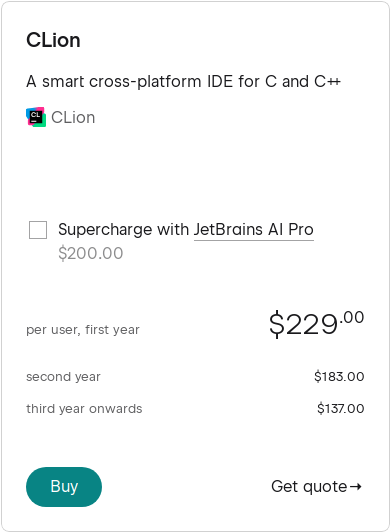 CLion
A smart cross-platform IDE for C and C++
CL
CLion
Supercharge with JetBrains AI Pro
$200.00
per user, first year $229.00
second year $183.00
third year onwards $137.00
Buy Get quote→